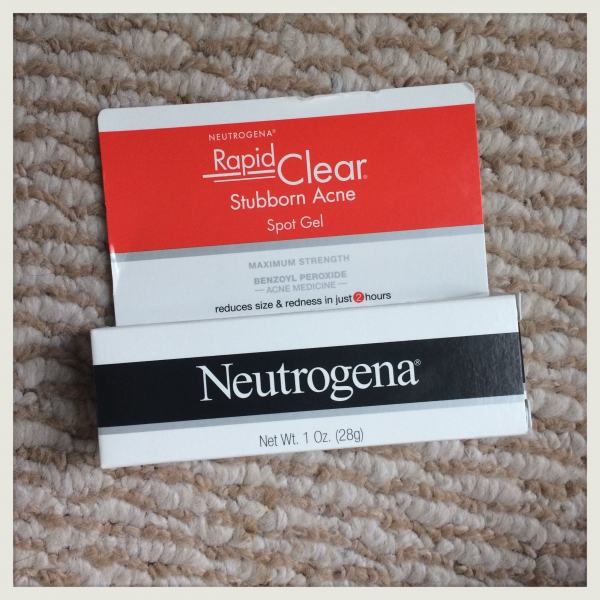 NEUTROGENA®
Rapid Clear®
Stubborn Acne
Spot Gel
MAXIMUM STRENGTH
BENZOYL PEROXIDE
— ACNE MEDICINE —
reduces size & redness in just 2 hours
Neutrogena®
Net Wt. 1 Oz. (28g)